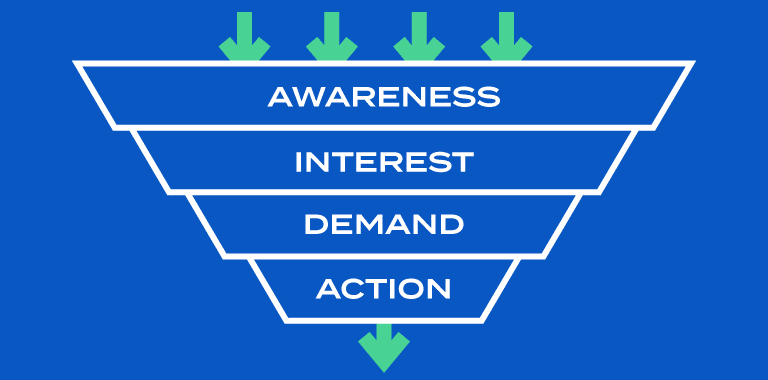 AWARENESS
INTEREST
DEMAND
ACTION